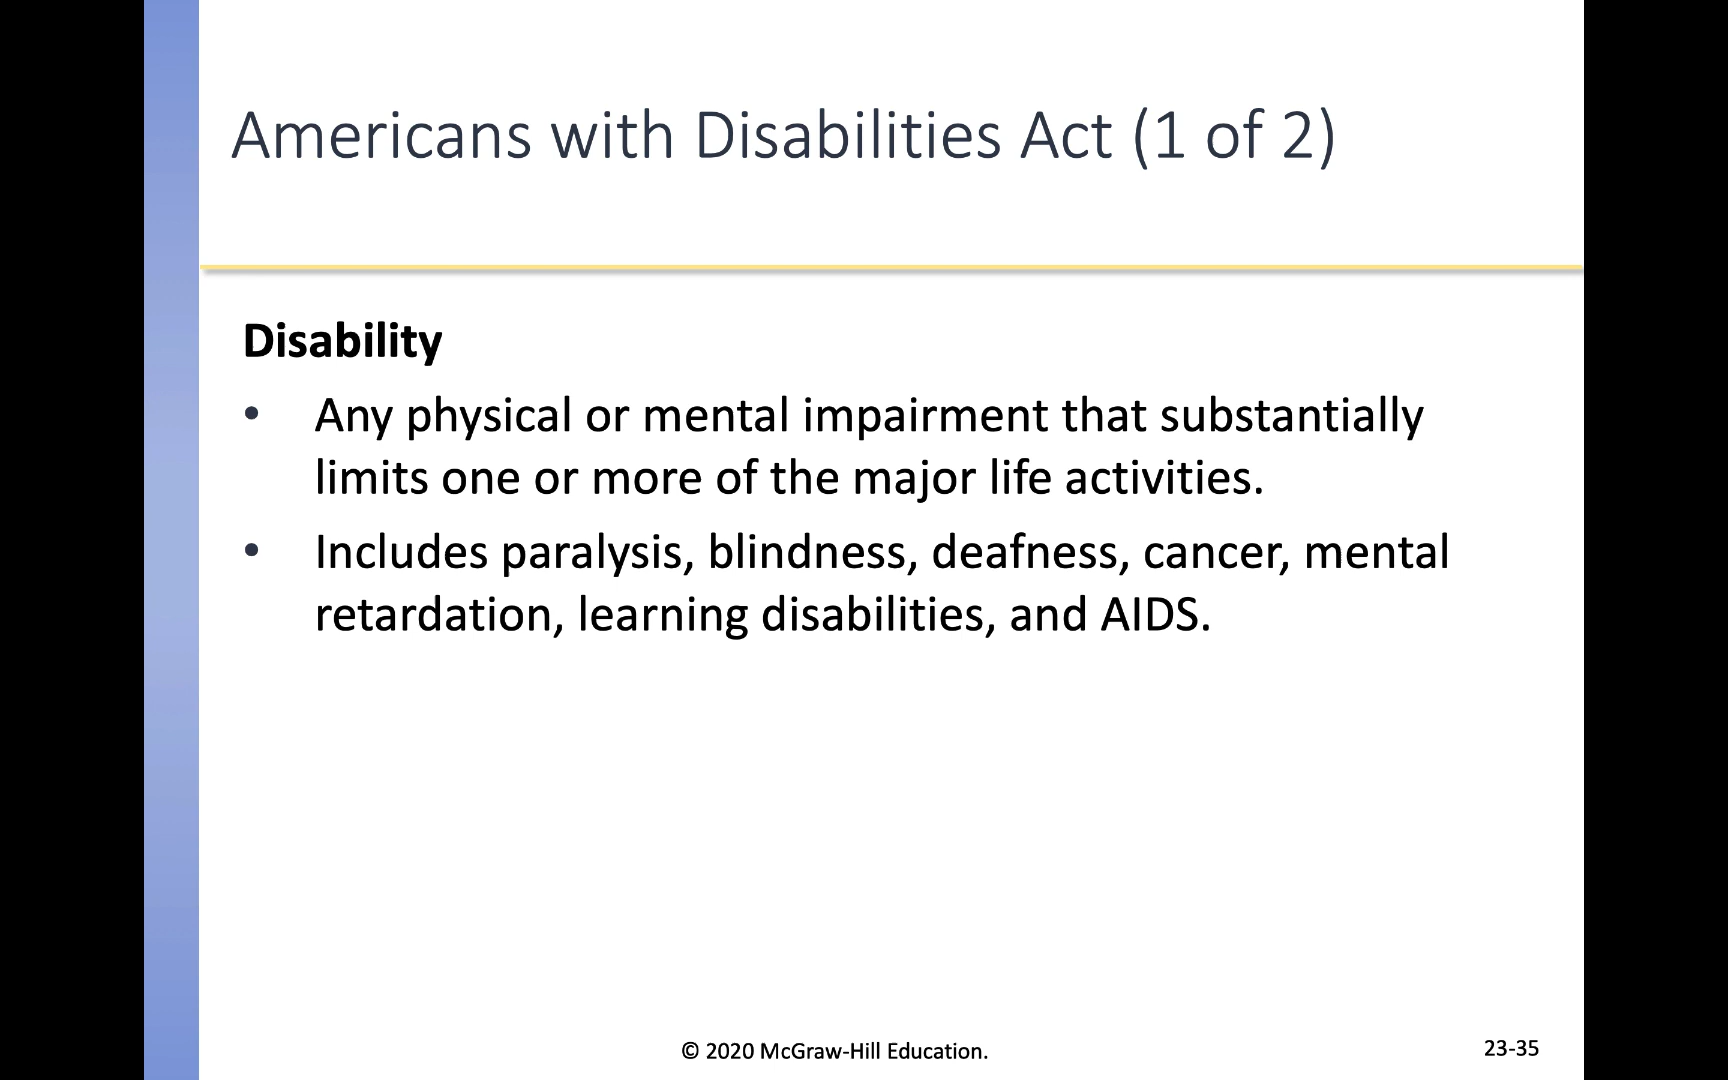 Americans with Disabilities Act (1 of 2)
Disability
• Any physical or mental impairment that substantially
limits one or more of the major life activities.
• Includes paralysis, blindness, deafness, cancer, mental
retardation, learning disabilities, and AIDS.
© 2020 McGraw-Hill Education.
23-35